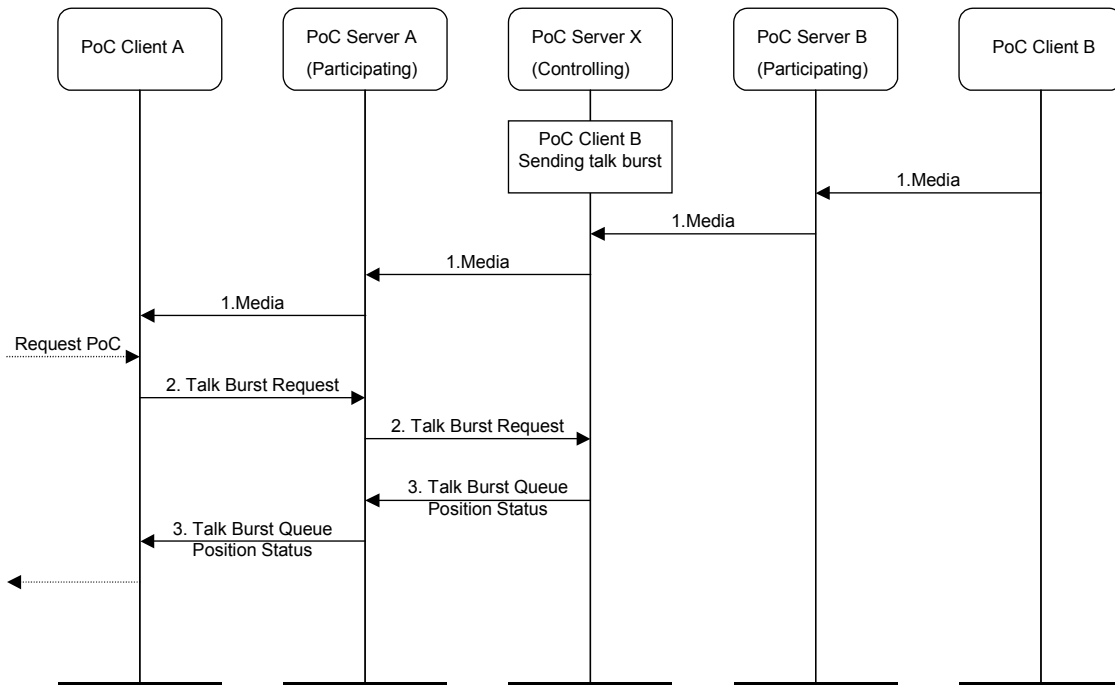 PoC Client A
PoC Server A
(Participating)
PoC Server X
(Controlling)
PoC Server B
(Participating)
PoC Client B
PoC Client B
Sending talk burst
1.Media
1.Media
1.Media
1.Media
Request PoC
2. Talk Burst Request
2. Talk Burst Request
3. Talk Burst Queue
Position Status
3. Talk Burst Queue
Position Status